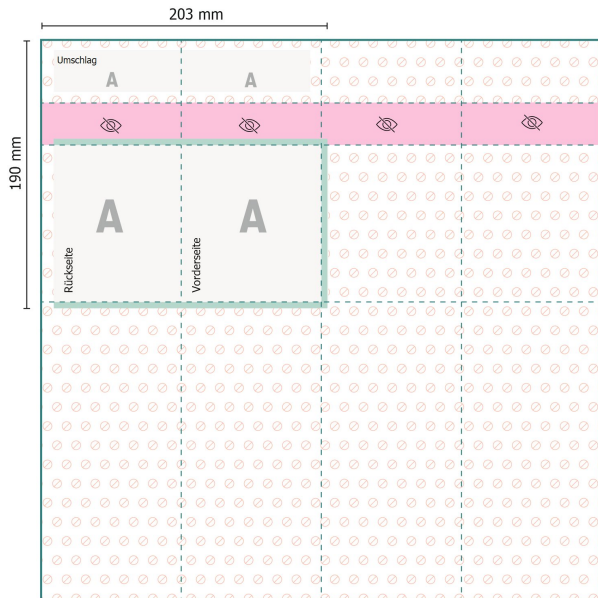 203 mm
190 mm
Umschlag
A A
A A
Rückseite
Vorderseite